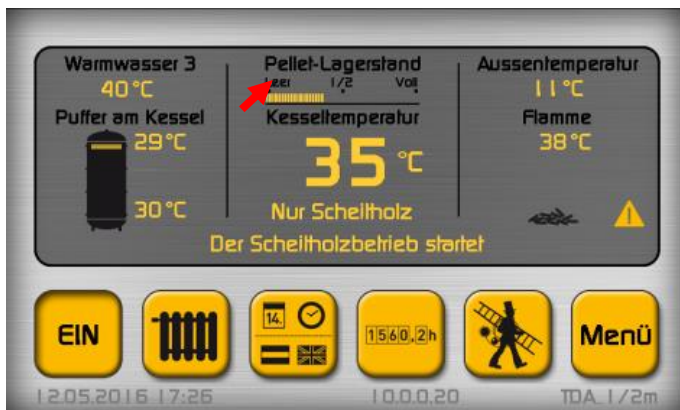 Warmwasser 3
40°C
Pellet-Lagerstand
Leer 1/2 Voll
Aussentemperatur
11°C
Puffer am Kessel
29°C
30°C
Kesseltemperatur
35 °C
Nur Scheitholz
Flamme
38°C
Der Scheitholzbetrieb startet
EIN
14.
1560,2h
Menü
12.05.2016 17:26
10.0.0.20
TDA 1/2m